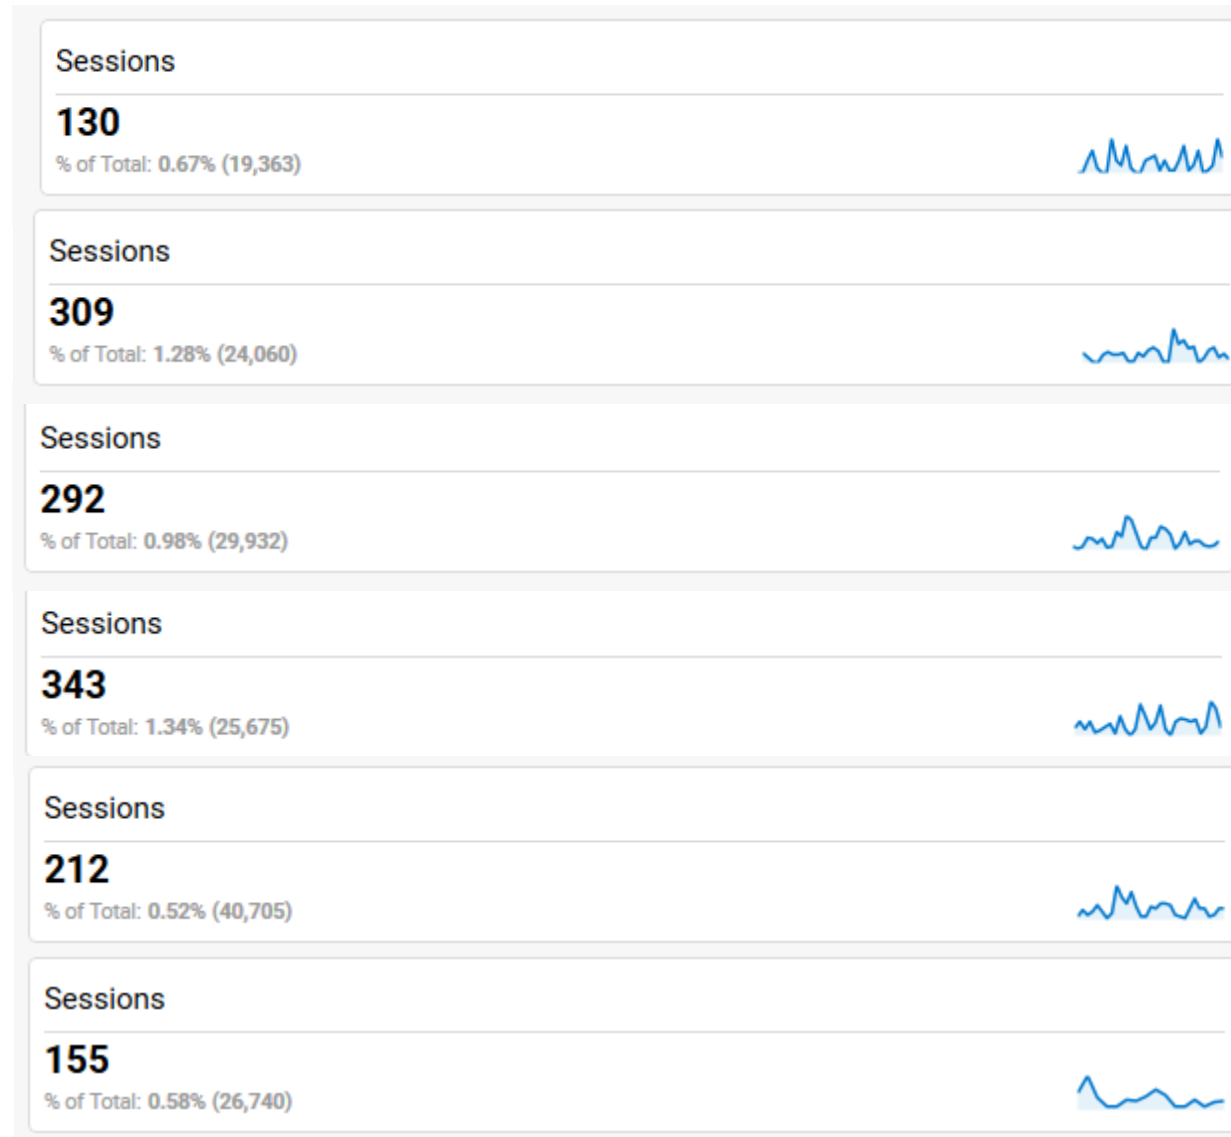 Sessions
130
% of Total: 0.67% (19,363)
Sessions
309
% of Total: 1.28% (24,060)
Sessions
292
% of Total: 0.98% (29,932)
Sessions
343
% of Total: 1.34% (25,675)
Sessions
212
% of Total: 0.52% (40,705)
Sessions
155
% of Total: 0.58% (26,740)